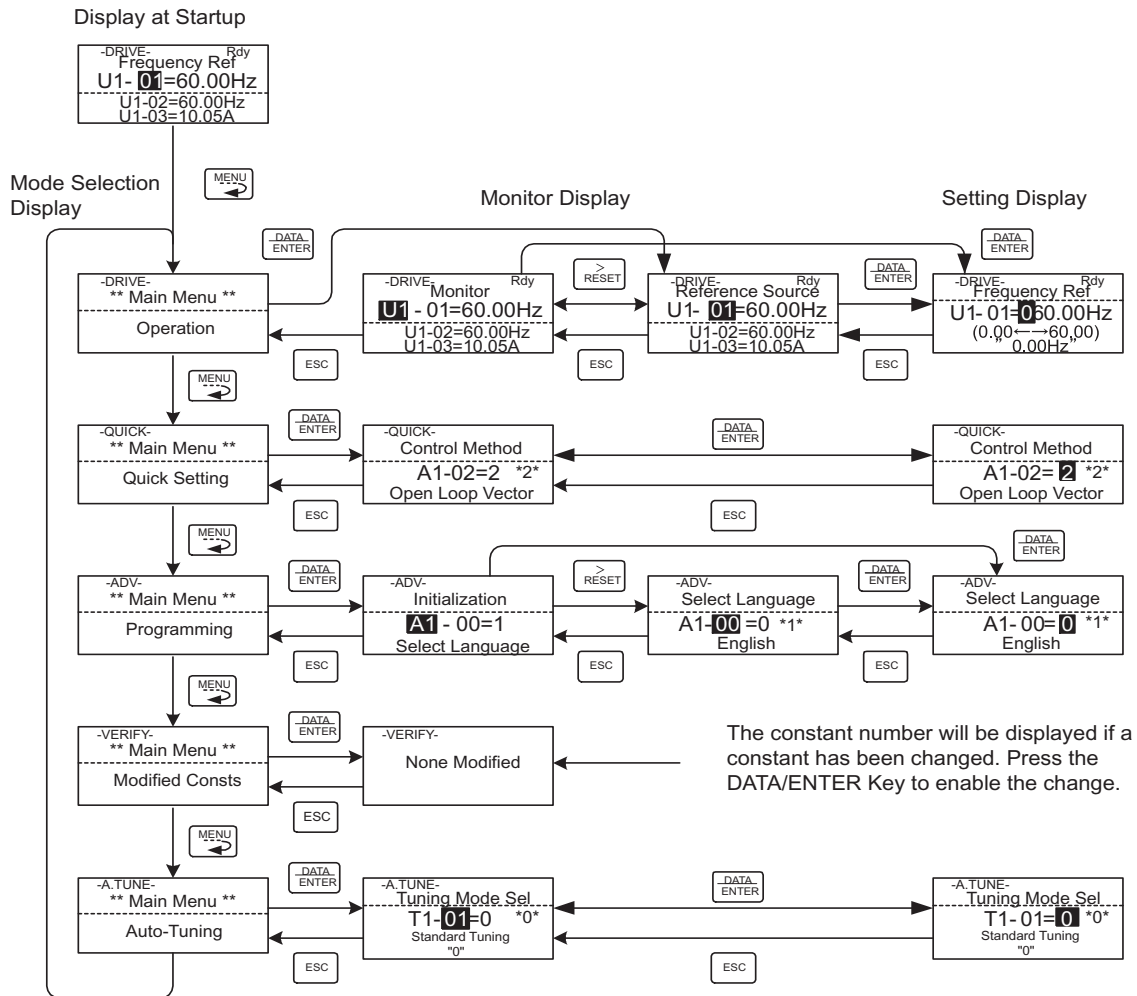 Display at Startup
-DRIVE- Rdy
Frequency Ref
U1- 01=60.00Hz
U1-02=60.00Hz
U1-03=10.05A
MENU
Mode Selection
Display
Monitor Display
Setting Display
DATA
ENTER
DATA
ENTER
-DRIVE-
** Main Menu **
Operation
-DRIVE- Rdy
Monitor
U1 - 01=60.00Hz
U1-02=60.00Hz
U1-03=10.05A
>
RESET
-DRIVE- Rdy
Reference Source
U1- 01=60.00Hz
U1-02=60.00Hz
U1-03=10.05A
DATA
ENTER
-DRIVE- Rdy
Frequency Ref
U1- 01=060.00Hz
(0.00←→60.00)
" 0.00Hz"
ESC
ESC
ESC
MENU
-QUICK-
** Main Menu **
Quick Setting
DATA
ENTER
-QUICK-
Control Method
A1-02=2 *2*
Open Loop Vector
DATA
ENTER
-QUICK-
Control Method
A1-02= 2 *2*
Open Loop Vector
ESC
ESC
MENU
DATA
ENTER
-ADV-
** Main Menu **
Programming
DATA
ENTER
-ADV-
Initialization
A1 - 00=1
Select Language
>
RESET
-ADV-
Select Language
A1-00 =0 *1*
English
DATA
ENTER
-ADV-
Select Language
A1- 00=0 *1*
English
ESC
ESC
ESC
MENU
-VERIFY-
** Main Menu **
Modified Consts
DATA
ENTER
-VERIFY-
None Modified
The constant number will be displayed if a
constant has been changed. Press the
DATA/ENTER Key to enable the change.
ESC
MENU
-A.TUNE-
** Main Menu **
Auto-Tuning
DATA
ENTER
-A.TUNE-
Tuning Mode Sel
T1-01=0 *0*
Standard Tuning
"0"
DATA
ENTER
-A.TUNE-
Tuning Mode Sel
T1- 01=0 *0*
Standard Tuning
"0"
ESC
ESC